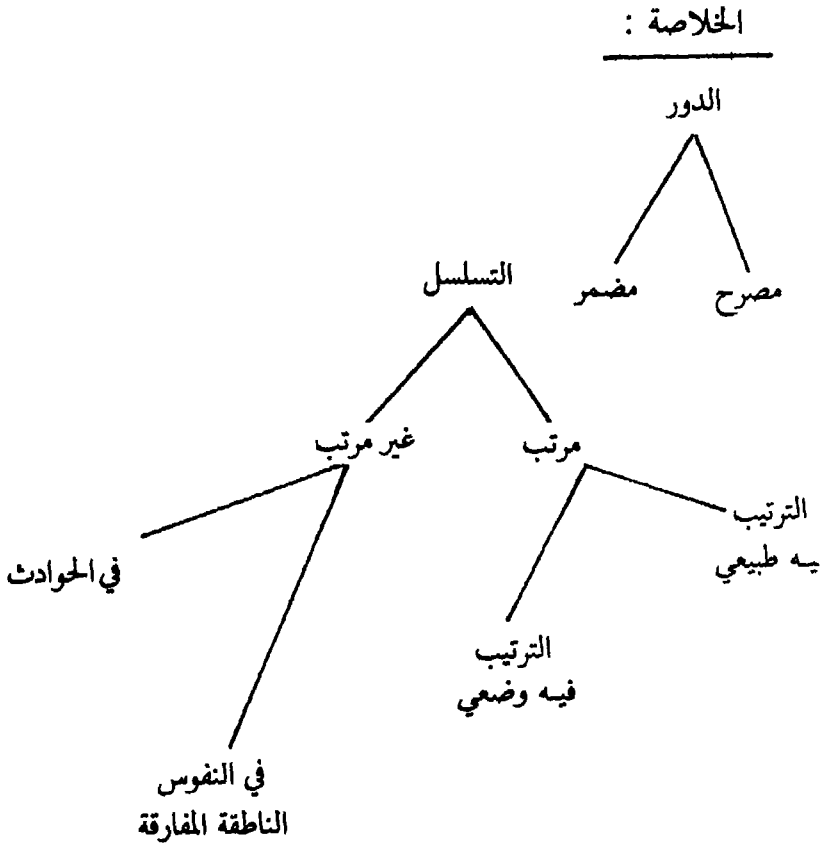 الخلاصة :
الدور
مصرح
مضمر
التسلسل
مرتب
غير مرتب
الترتيب
يه طبيعي
الترتيب
فيه وضعي
في الحوادث
في النفوس
الناطقة المفارقة